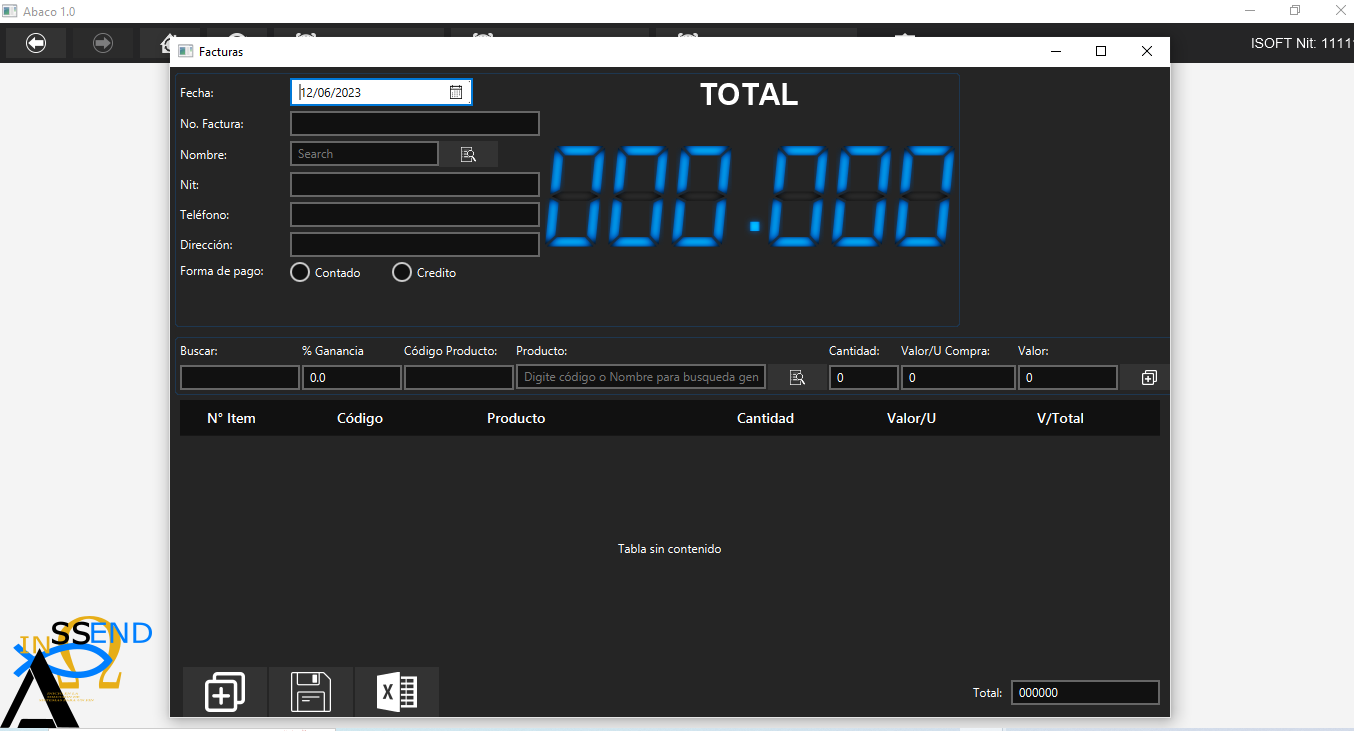 Abaco 1.0
ISOFT Nit: 1111
Facturas
Fecha: 12/06/2023
TOTAL
No. Factura:
Nombre: Search
000.000
Nit:
Teléfono:
Dirección:
Forma de pago: Contado Credito
Buscar: % Ganancia Código Producto: Producto: Cantidad: Valor/U Compra: Valor:
0.0 Digite código o Nombre para busqueda gen 0 0 0
N° Item Código Producto Cantidad Valor/U V/Total
Tabla sin contenido
INSSEND
Total: 000000